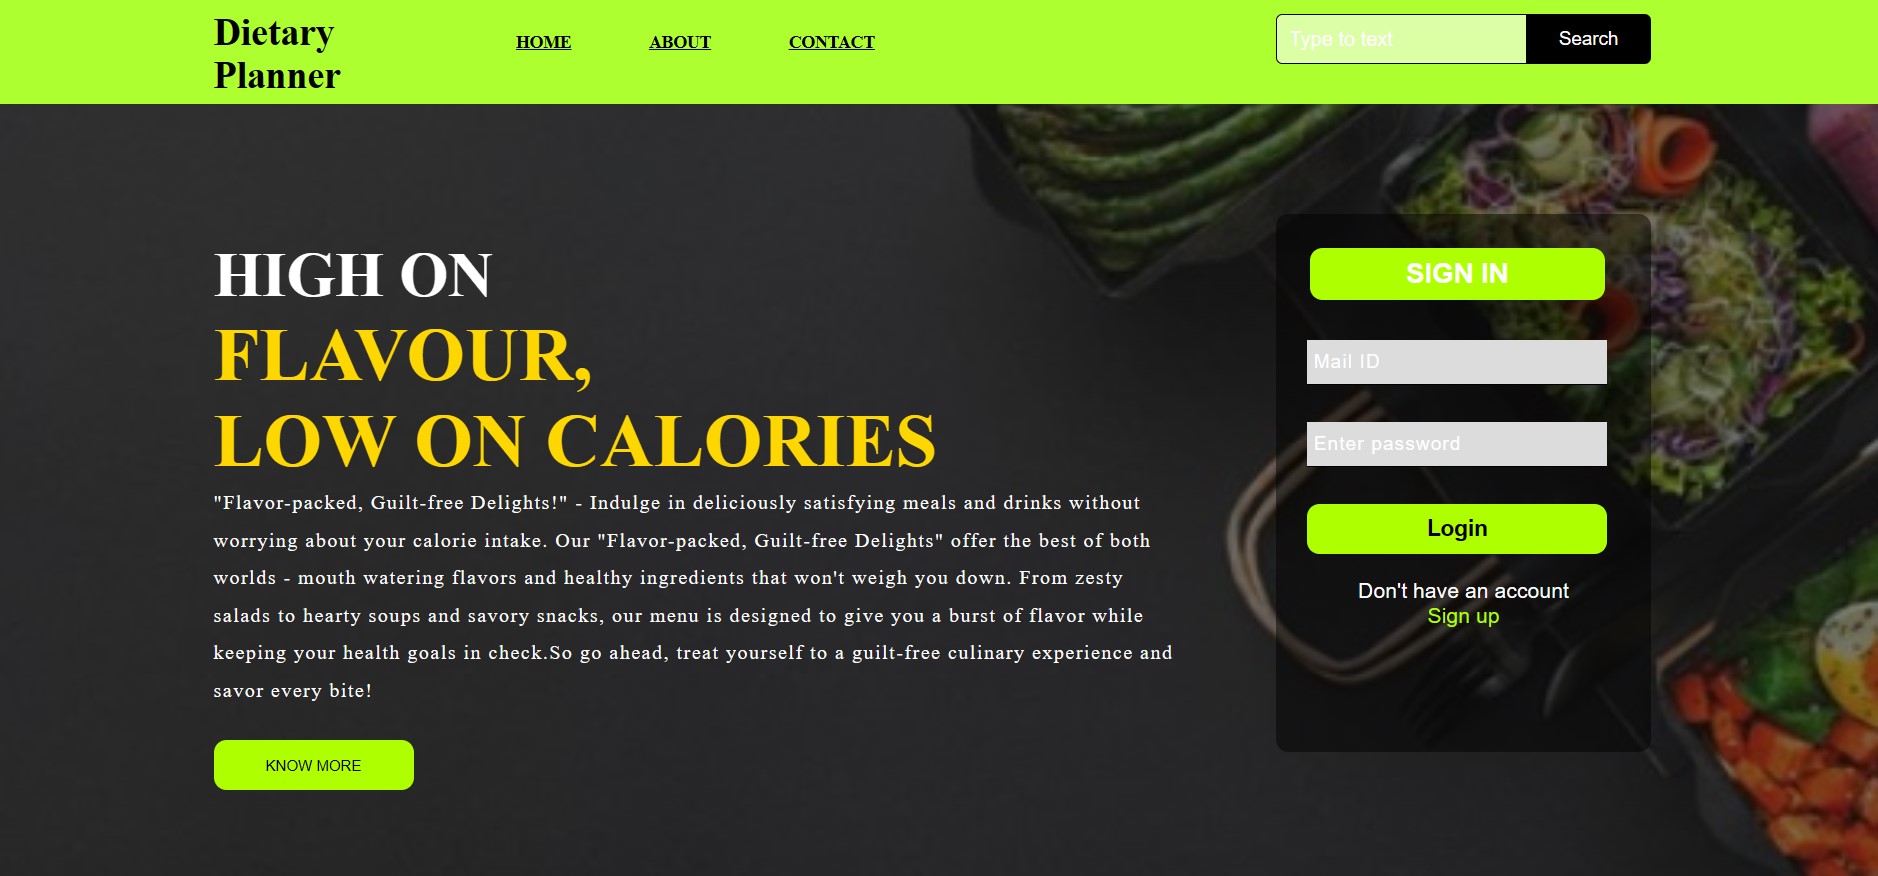 Dietary
Planner
HOME ABOUT CONTACT
Type to text Search
HIGH ON
FLAVOUR,
LOW ON CALORIES
"Flavor-packed, Guilt-free Delights!" - Indulge in deliciously satisfying meals and drinks without
worrying about your calorie intake. Our "Flavor-packed, Guilt-free Delights" offer the best of both
worlds - mouth watering flavors and healthy ingredients that won't weigh you down. From zesty
salads to hearty soups and savory snacks, our menu is designed to give you a burst of flavor while
keeping your health goals in check.So go ahead, treat yourself to a guilt-free culinary experience and
savor every bite!
KNOW MORE
SIGN IN
Mail ID
Enter password
Login
Don't have an account
Sign up